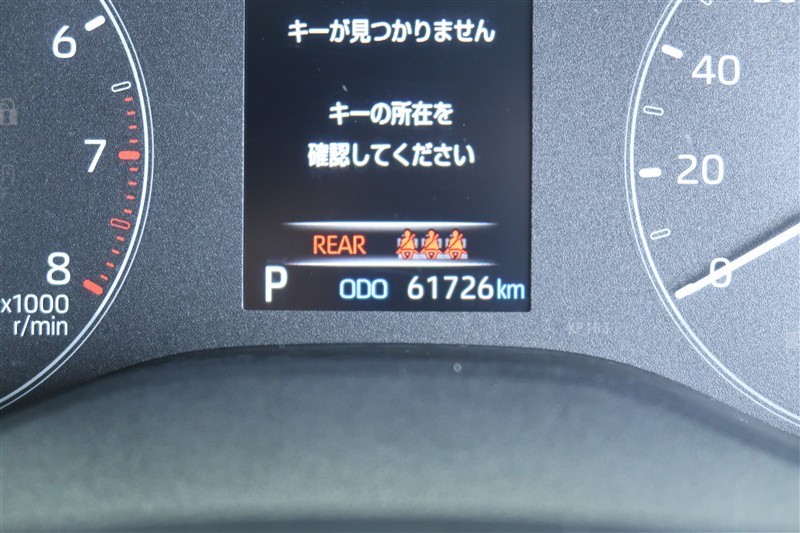 キーが見つかりません
キーの所在を
確認してください
REAR
P ODO 61726km
6
7
8
x1000
r/min
40
20
0